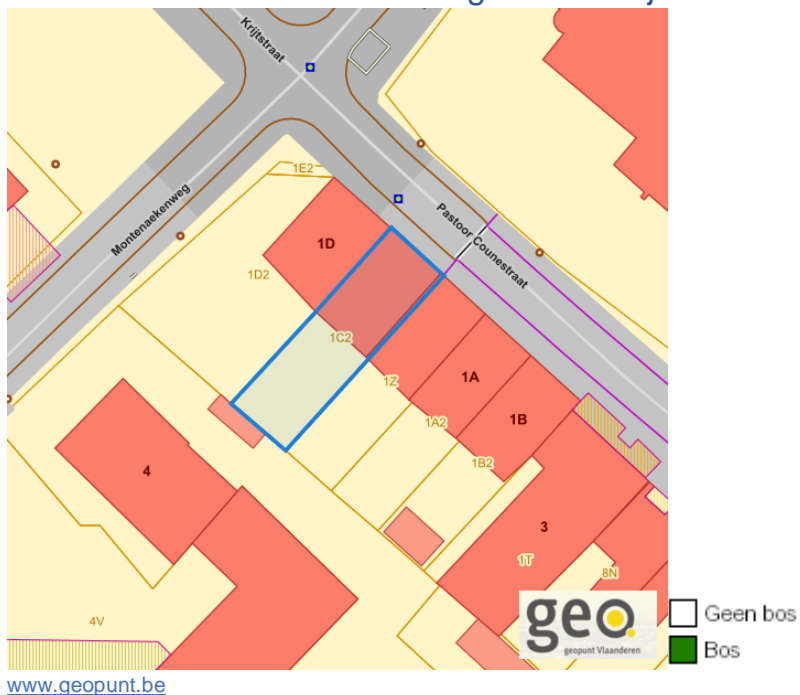 Krijtstraat
1E2
Montenaekenweg
Pastoor Counestraat
1D
1D2
1C2
1Z
1A
1A2
1B
1B2
4
3
1T
8N
4V
geo
geopunt Vlaanderen
Geen bos
Bos
www.geopunt.be